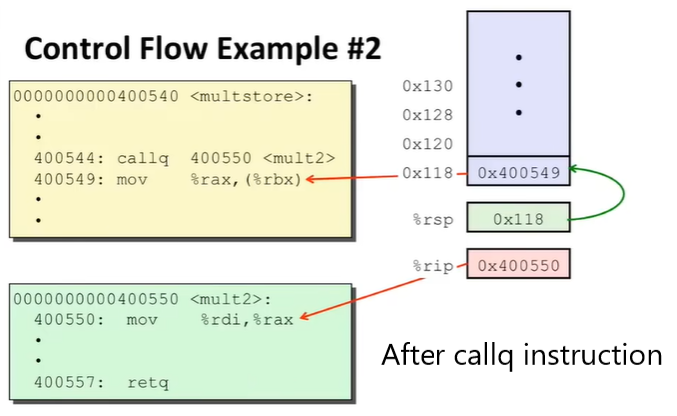 Control Flow Example #2
0000000000400540 <multstore>:
•
•
400544: callq 400550 <mult2>
400549: mov %rax,(%rbx)
•
•
0000000000400550 <mult2>:
400550: mov %rdi,%rax
•
•
400557: retq
•
•
•
0x130
0x128
0x120
0x118 0x400549
%rsp 0x118
%rip 0x400550
After callq instruction